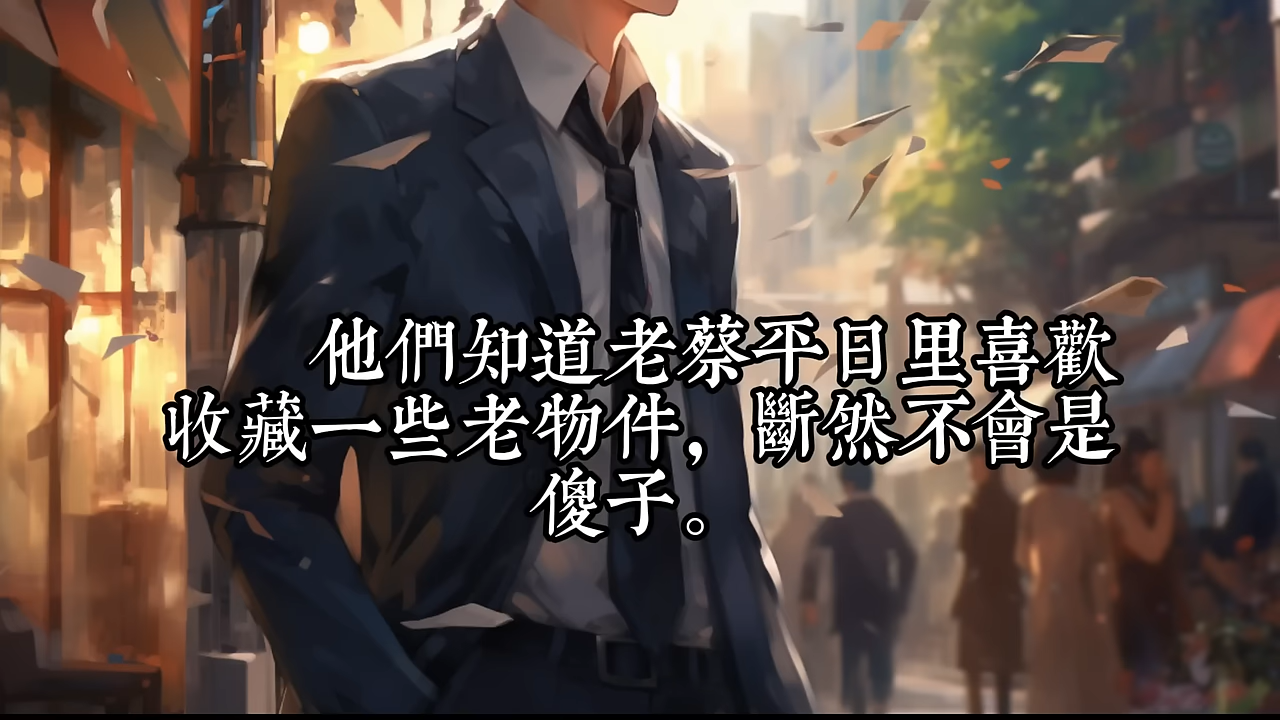 他們知道老蔡平日里喜歡
收藏一些老物件，斷然不會是
傻子。